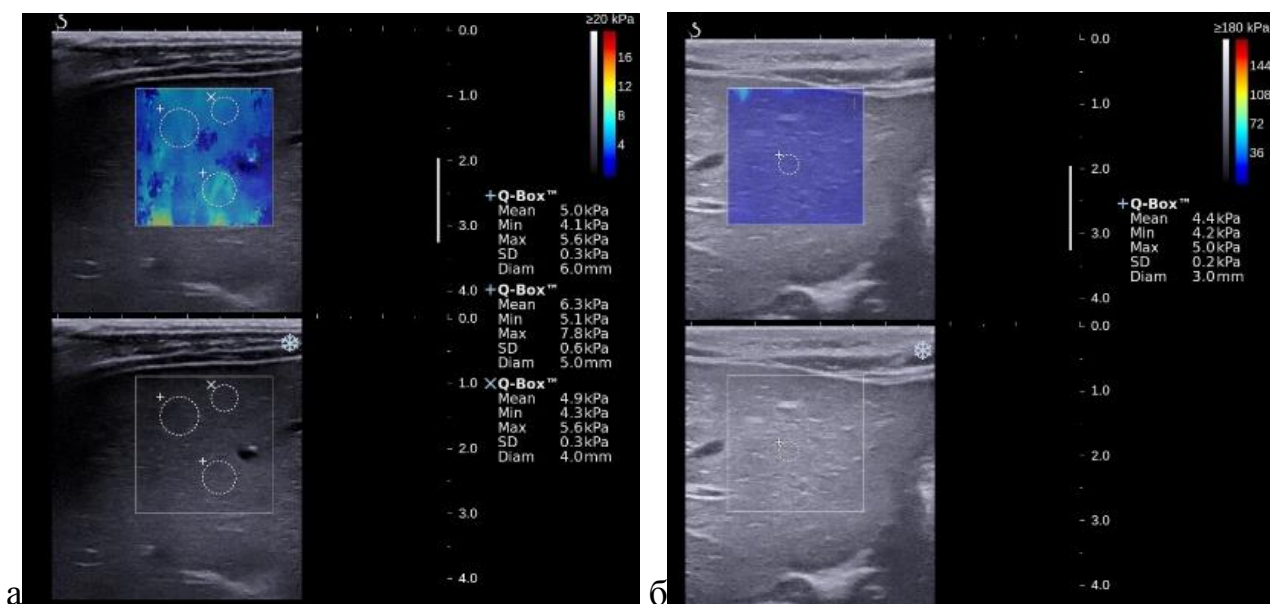 ≥20 kPa
16
12
8
4
0.0
1.0
2.0
3.0
4.0
+Q-Box™
Mean 5.0kPa
Min 4.1kPa
Max 5.6kPa
SD 0.3kPa
Diam 6.0mm
+Q-Box™
Mean 6.3kPa
Min 5.1kPa
Max 7.8kPa
SD 0.6kPa
Diam 5.0mm
×Q-Box™
Mean 4.9kPa
Min 4.3kPa
Max 5.6kPa
SD 0.3kPa
Diam 4.0mm
0.0
1.0
2.0
3.0
4.0
а
≥180 kPa
144
108
72
36
0.0
1.0
2.0
3.0
4.0
+Q-Box™
Mean 4.4kPa
Min 4.2kPa
Max 5.0kPa
SD 0.2kPa
Diam 3.0mm
0.0
1.0
2.0
3.0
4.0
б